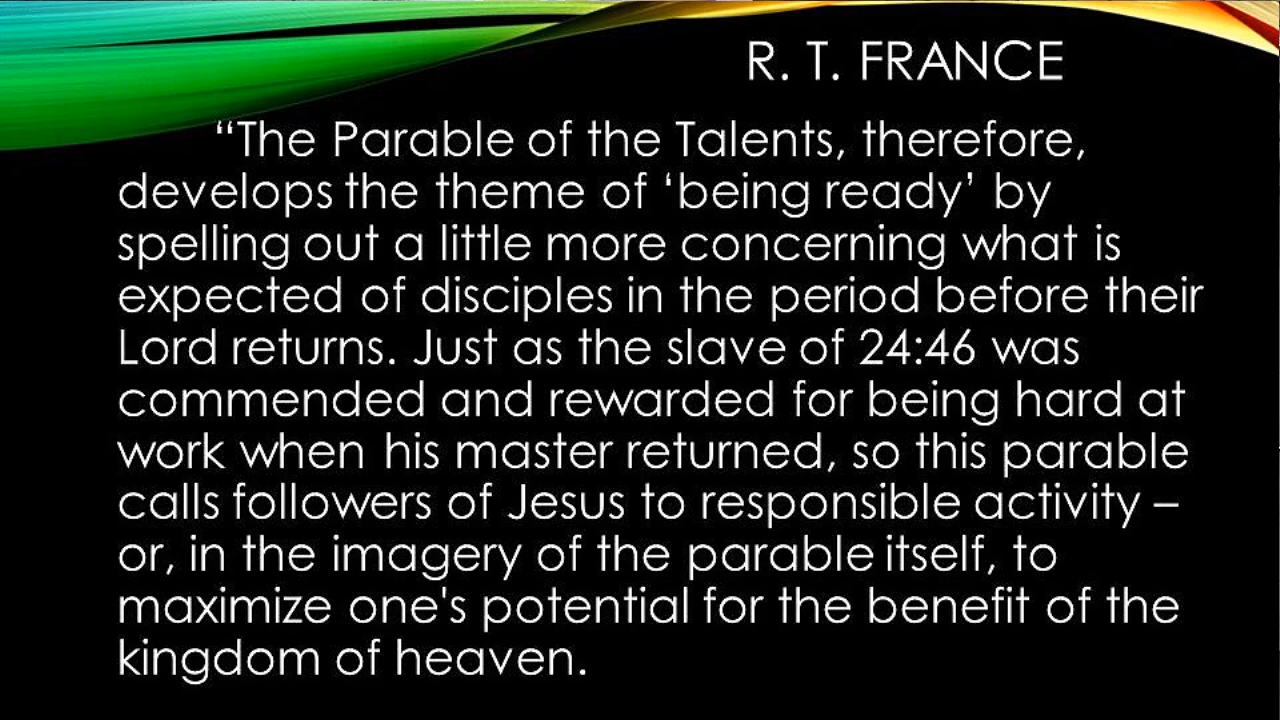 R. T. FRANCE
“The Parable of the Talents, therefore,
develops the theme of ‘being ready’ by
spelling out a little more concerning what is
expected of disciples in the period before their
Lord returns. Just as the slave of 24:46 was
commended and rewarded for being hard at
work when his master returned, so this parable
calls followers of Jesus to responsible activity –
or, in the imagery of the parable itself, to
maximize one's potential for the benefit of the
kingdom of heaven.